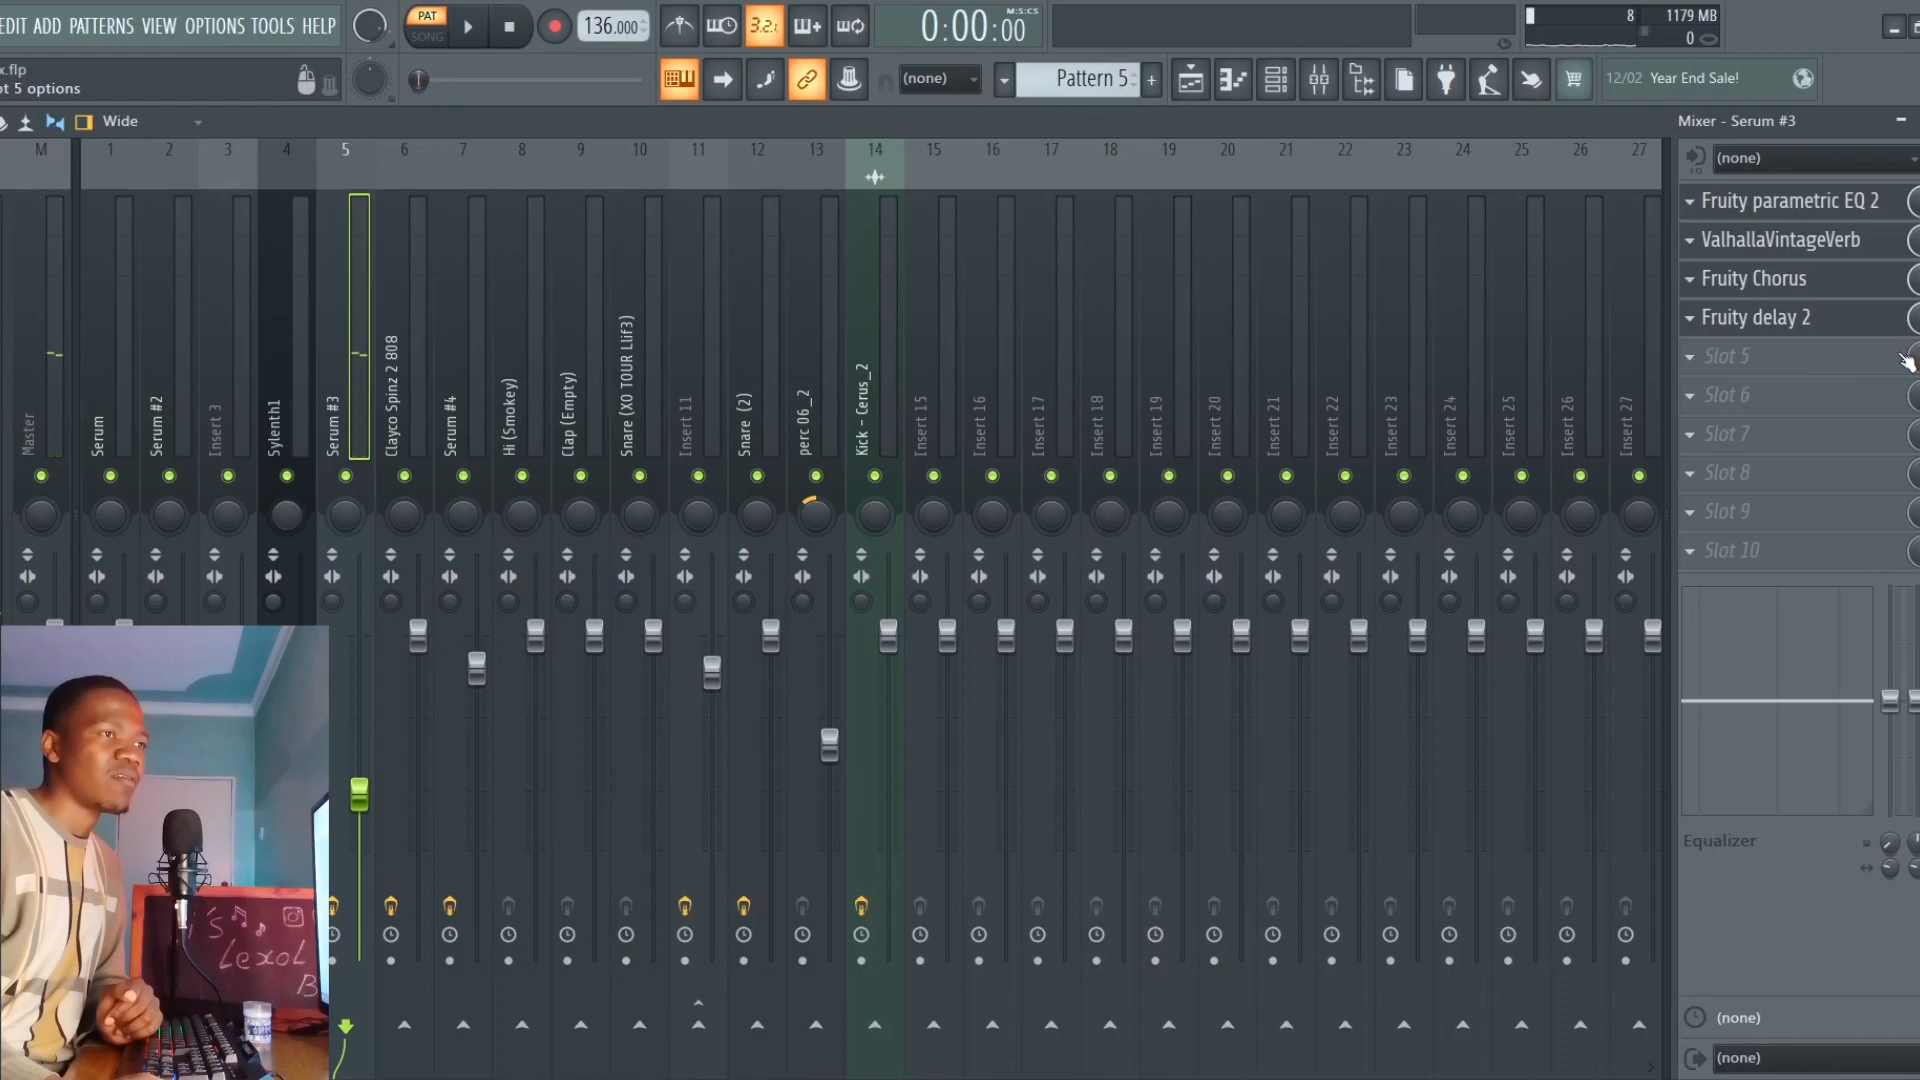 EDIT ADD PATTERNS VIEW OPTIONS TOOLS HELP
PAT
SONG
136.000
3.2.
0:00:00
M:S:CS
8
1179 MB
0
x.flp
ot 5 options
(none)
Pattern 5
+
12/02 Year End Sale!
Wide
Mixer - Serum #3
M 1 2 3 4 5 6 7 8 9 10 11 12 13 14 15 16 17 18 19 20 21 22 23 24 25 26 27
(none)
Fruity parametric EQ 2
ValhallaVintageVerb
Fruity Chorus
Fruity delay 2
Slot 5
Slot 6
Slot 7
Slot 8
Slot 9
Slot 10
Master
Serum
Serum #2
Insert 3
Sylenth1
Serum #3
Clayco Spinz 2 808
Serum #4
Hi (Smokey)
Clap (Empty)
Snare (XO TOUR Llif3)
Insert 11
Snare (2)
perc 06_2
Kick - Cerus_2
Insert 15
Insert 16
Insert 17
Insert 18
Insert 19
Insert 20
Insert 21
Insert 22
Insert 23
Insert 24
Insert 25
Insert 26
Insert 27
Equalizer
(none)
(none)
Lexol
B